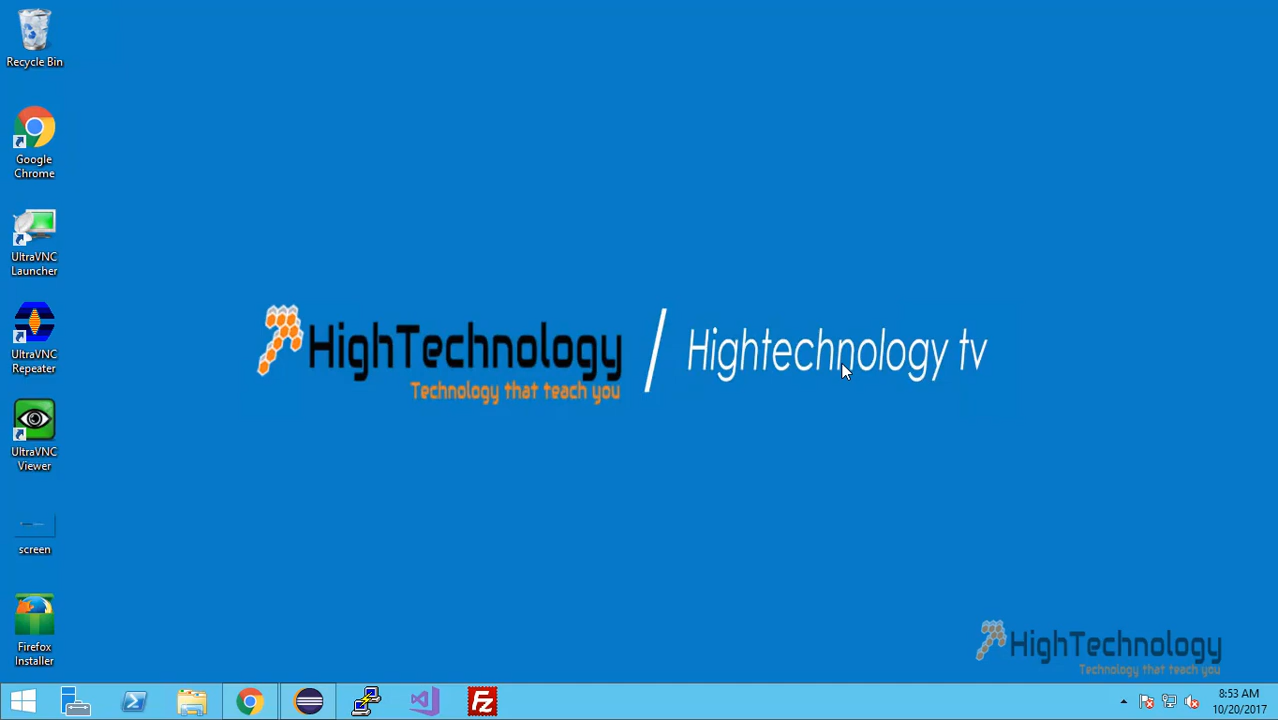 Recycle Bin
Google
Chrome
UltraVNC
Launcher
UltraVNC
Repeater
UltraVNC
Viewer
screen
Firefox
Installer
HighTechnology
Technology that teach you
/
Hightechnology tv
HighTechnology
Technology that teach you
Fz
8:53 AM
10/20/2017